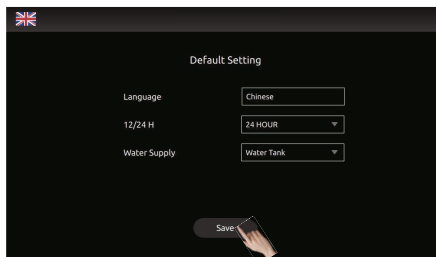 Default Setting
Language Chinese
12/24 H 24 HOUR
Water Supply Water Tank
Save